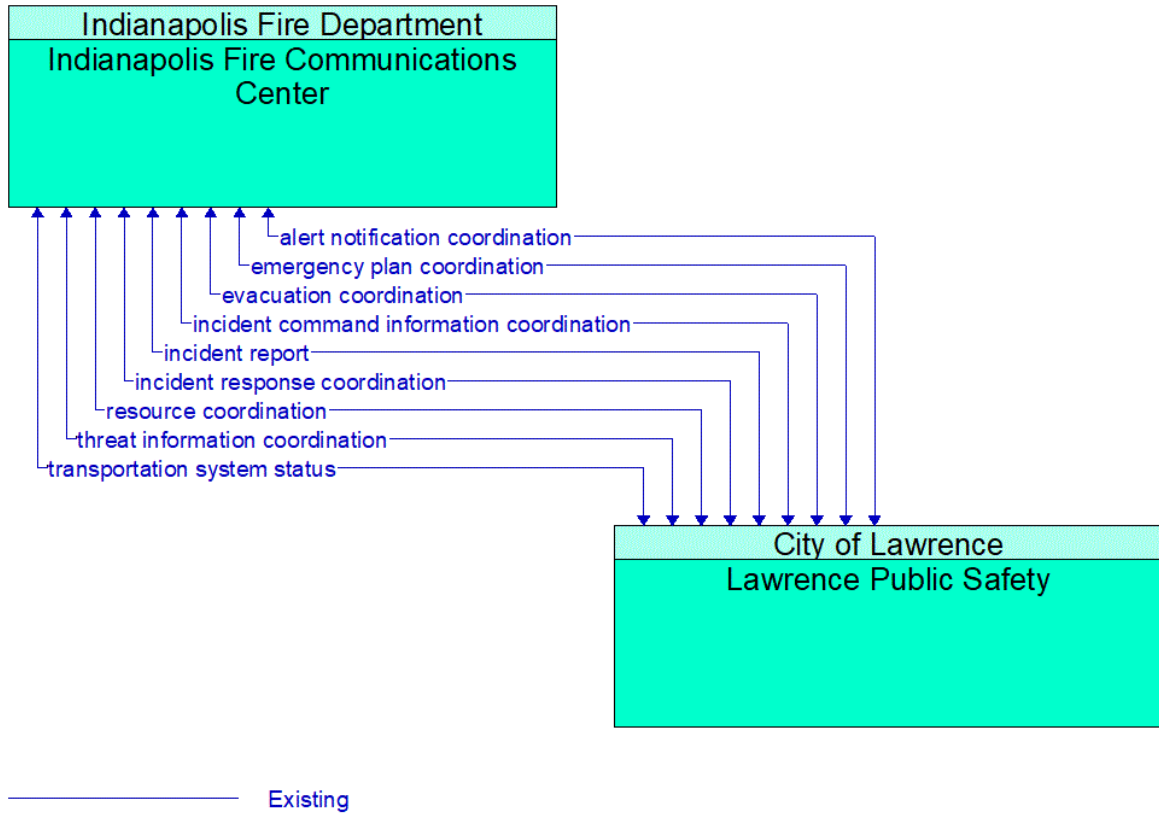 Indianapolis Fire Department
Indianapolis Fire Communications
Center
alert notification coordination
emergency plan coordination
evacuation coordination
incident command information coordination
incident report
incident response coordination
resource coordination
threat information coordination
transportation system status
City of Lawrence
Lawrence Public Safety
Existing